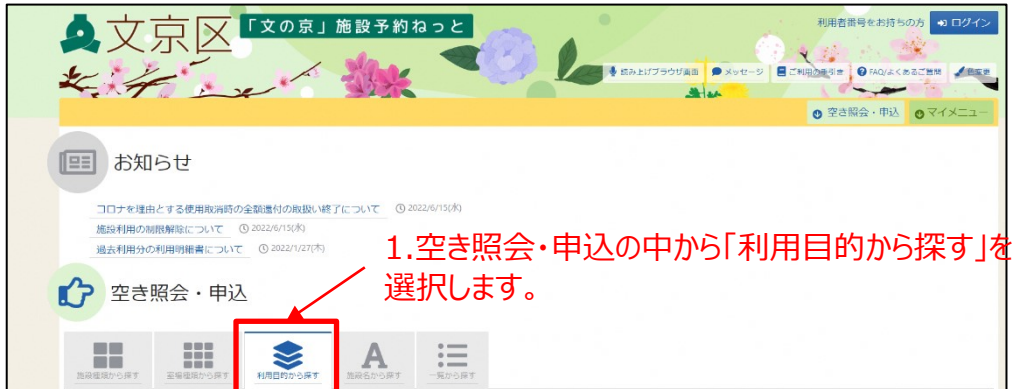 文京区
「文の京」施設予約ねっと
利用者番号をお持ちの方 ログイン
読み上げブラウザ画面 メッセージ ご利用の手引き FAQ/よくあるご質問 色変更
空き照会・申込 マイメニュー
お知らせ
コロナを理由とする使用取消時の全額還付の取扱い終了について 2022/6/15(水)
施設利用の制限解除について 2022/6/15(水)
過去利用分の利用明細書について 2022/1/27(木)
1.空き照会・申込の中から「利用目的から探す」を
選択します。
空き照会・申込
施設種類から探す 室場種類から探す 利用目的から探す 施設名から探す 一覧から探す